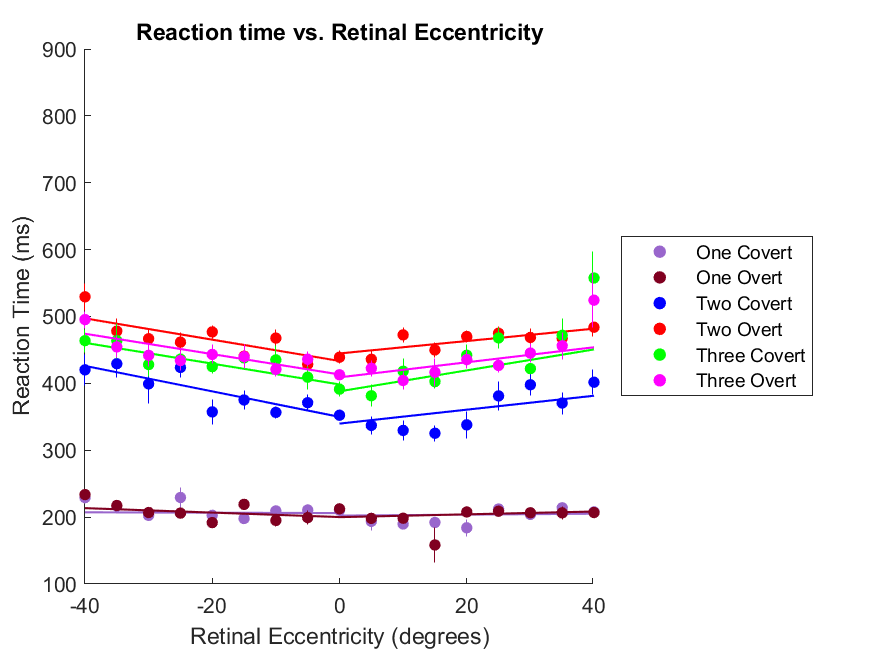 Reaction time vs. Retinal Eccentricity
900
800
700
600
500
400
300
200
100
Reaction Time (ms)
-40
-20
0
20
40
Retinal Eccentricity (degrees)
One Covert
One Overt
Two Covert
Two Overt
Three Covert
Three Overt